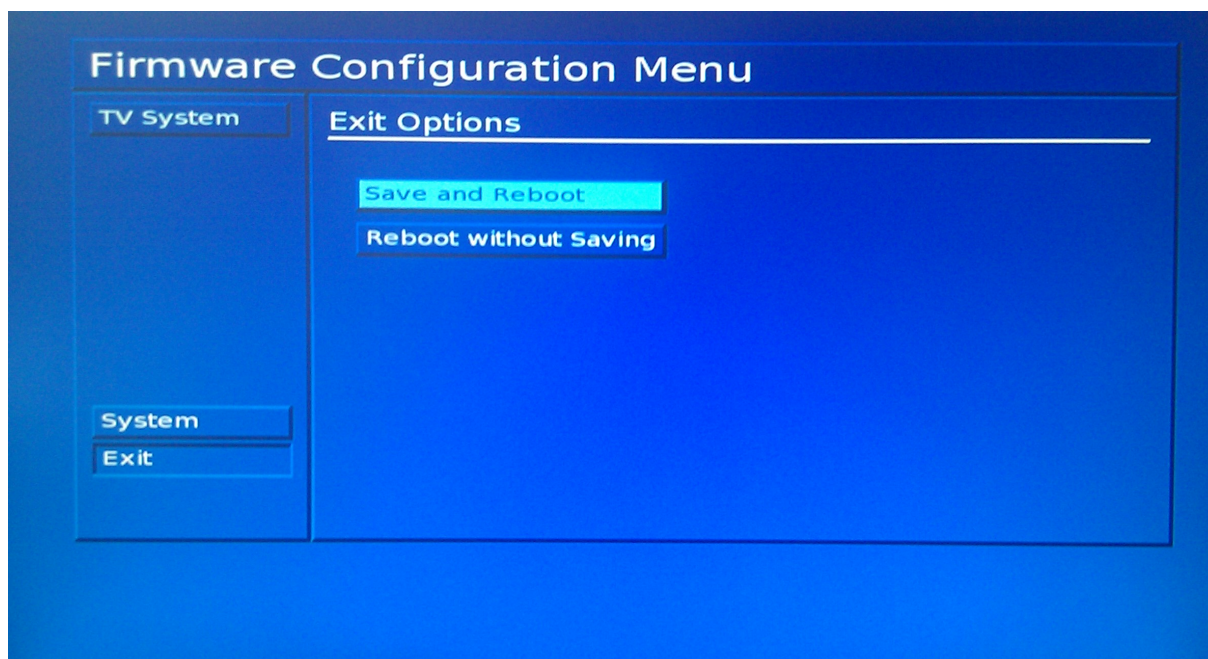 Firmware Configuration Menu
TV System
Exit Options
Save and Reboot
Reboot without Saving
System
Exit